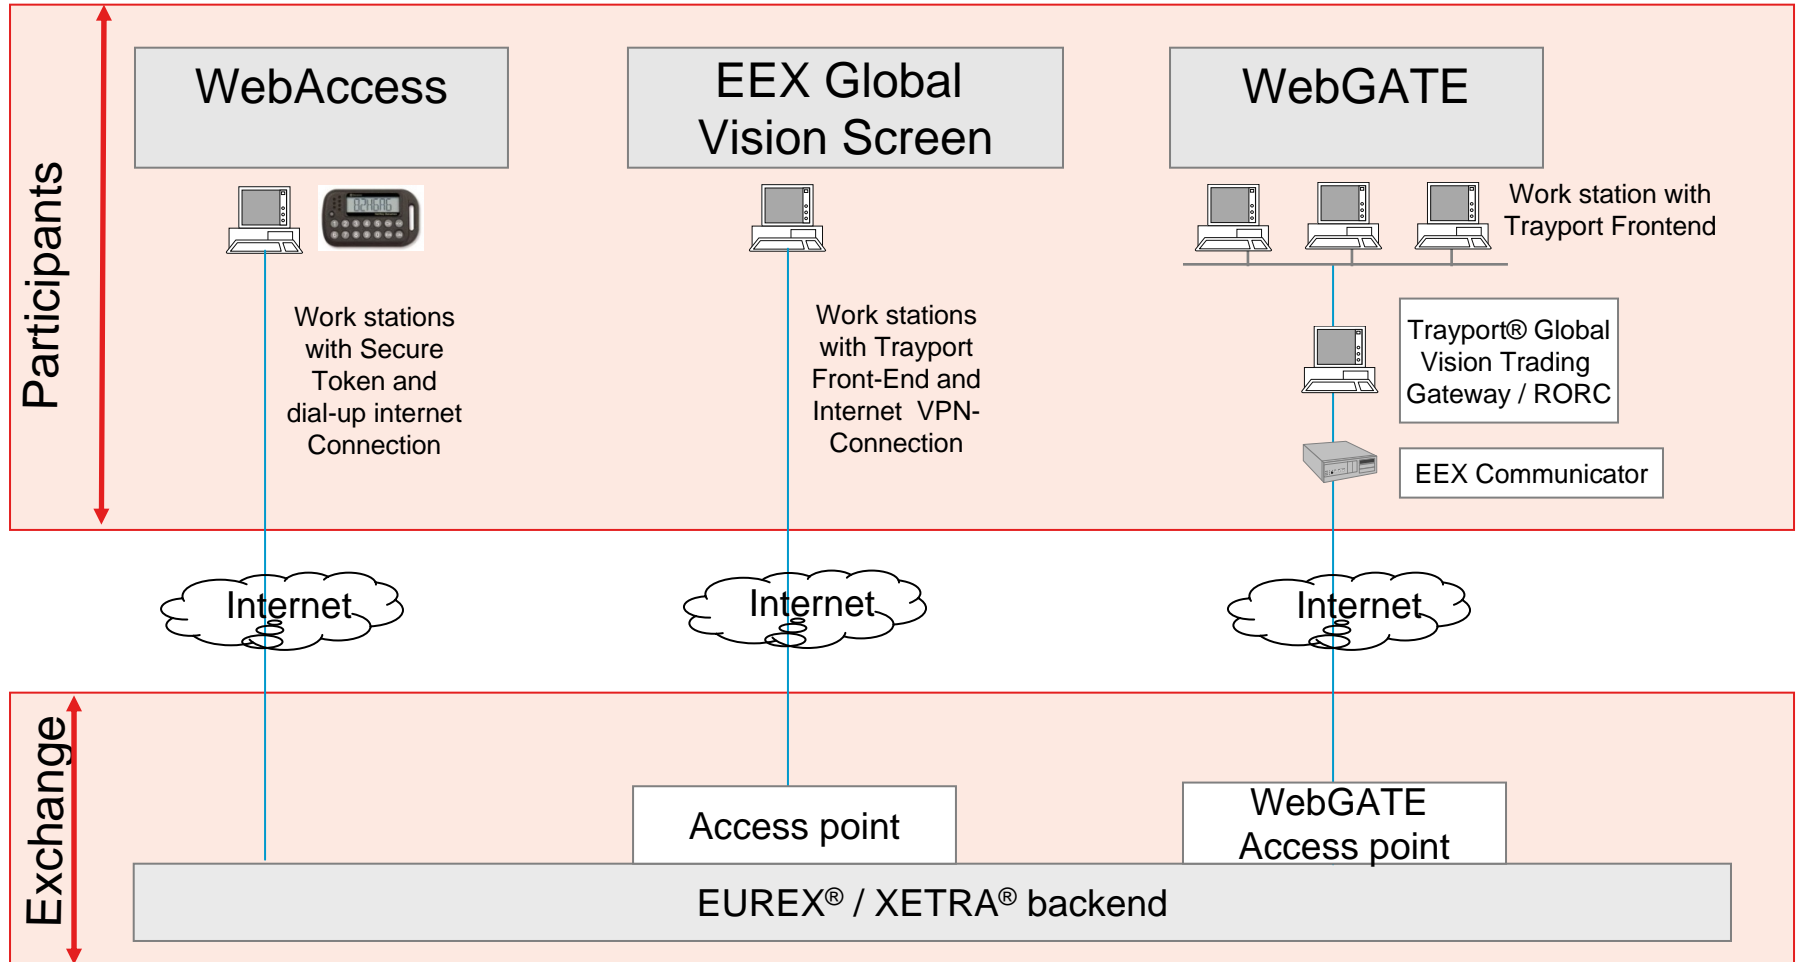 Participants
WebAccess
EEX Global
Vision Screen
WebGATE
Work station with
Trayport Frontend
Work stations
with Secure
Token and
dial-up internet
Connection
Work stations
with Trayport
Front-End and
Internet VPN-
Connection
Trayport® Global
Vision Trading
Gateway / RORC
EEX Communicator
Internet
Internet
Internet
Exchange
Access point
WebGATE
Access point
EUREX® / XETRA® backend